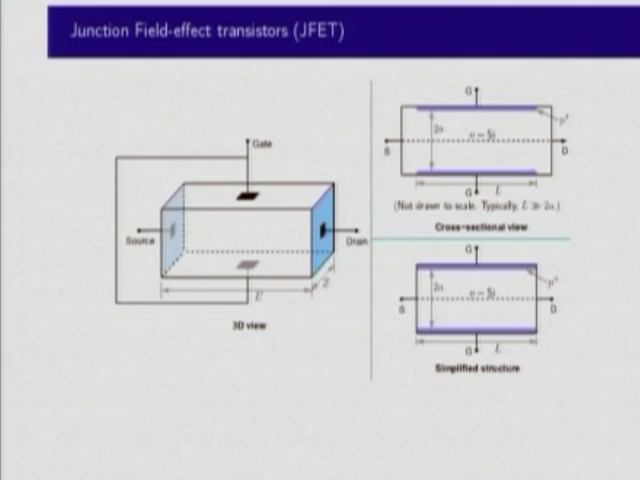 Junction Field-effect transistors (JFET)
Gate
Source
Drain
L
Z
3D view
G
p+
2a
n − Si
S
D
G
L
(Not drawn to scale. Typically, L ≫ 2a.)
Cross-sectional view
G
p+
2a
n − Si
S
D
G
L
Simplified structure